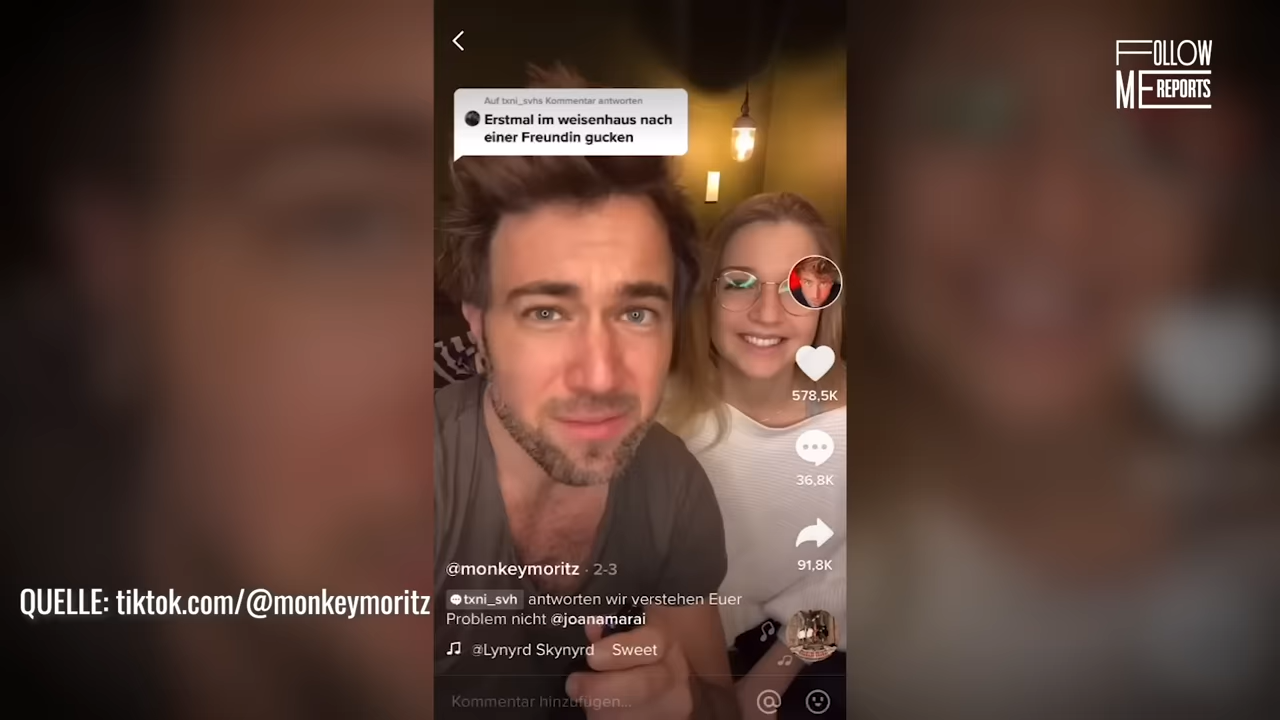 FOLLOW
ME REPORTS
Auf txni_svhs Kommentar antworten
Erstmal im weisenhaus nach
einer Freundin gucken
578,5K
36,8K
91,8K
@monkeymoritz · 2-3
txni_svh antworten wir verstehen Euer
Problem nicht @joanamarai
@Lynyrd Skynyrd Sweet
Kommentar hinzufügen...
QUELLE: tiktok.com/@monkeymoritz